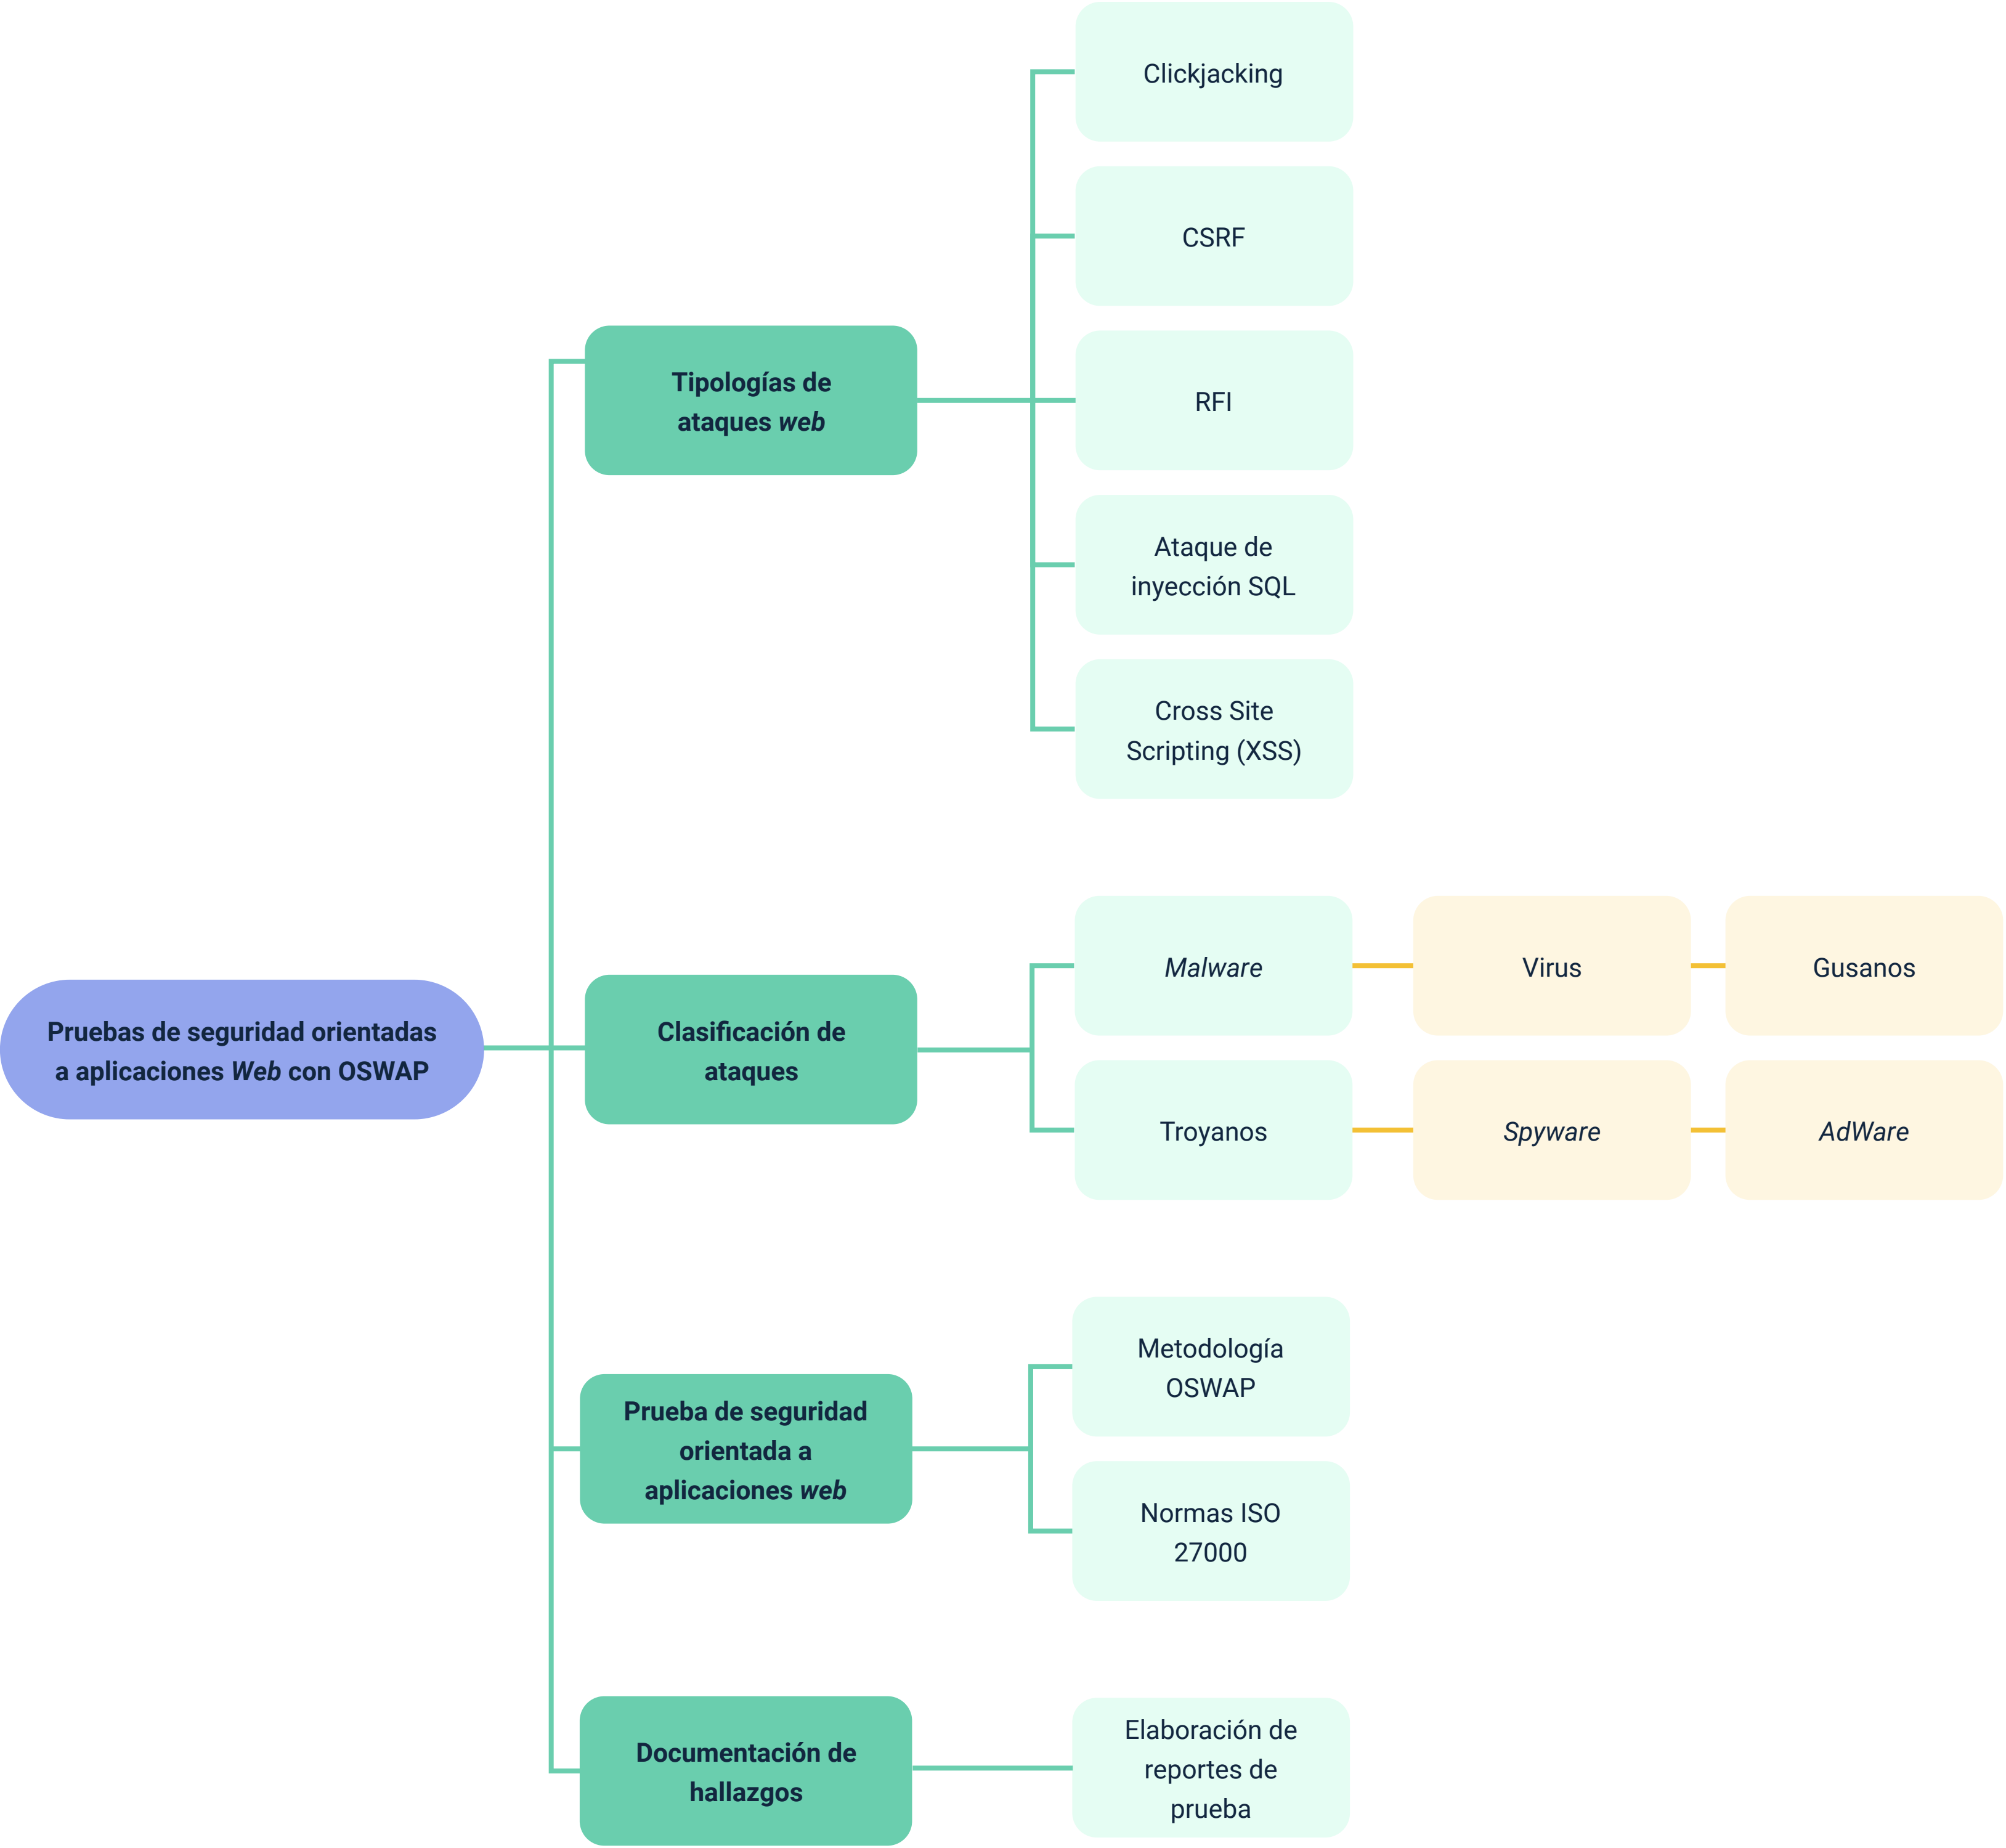 Clickjacking
CSRF
RFI
Ataque de
inyección SQL
Cross Site
Scripting (XSS)
Tipologías de
ataques web
Malware
Virus
Gusanos
Pruebas de seguridad orientadas
a aplicaciones Web con OSWAP
Clasificación de
ataques
Troyanos
Spyware
AdWare
Prueba de seguridad
orientada a
aplicaciones web
Metodología
OSWAP
Normas ISO
27000
Documentación de
hallazgos
Elaboración de
reportes de
prueba